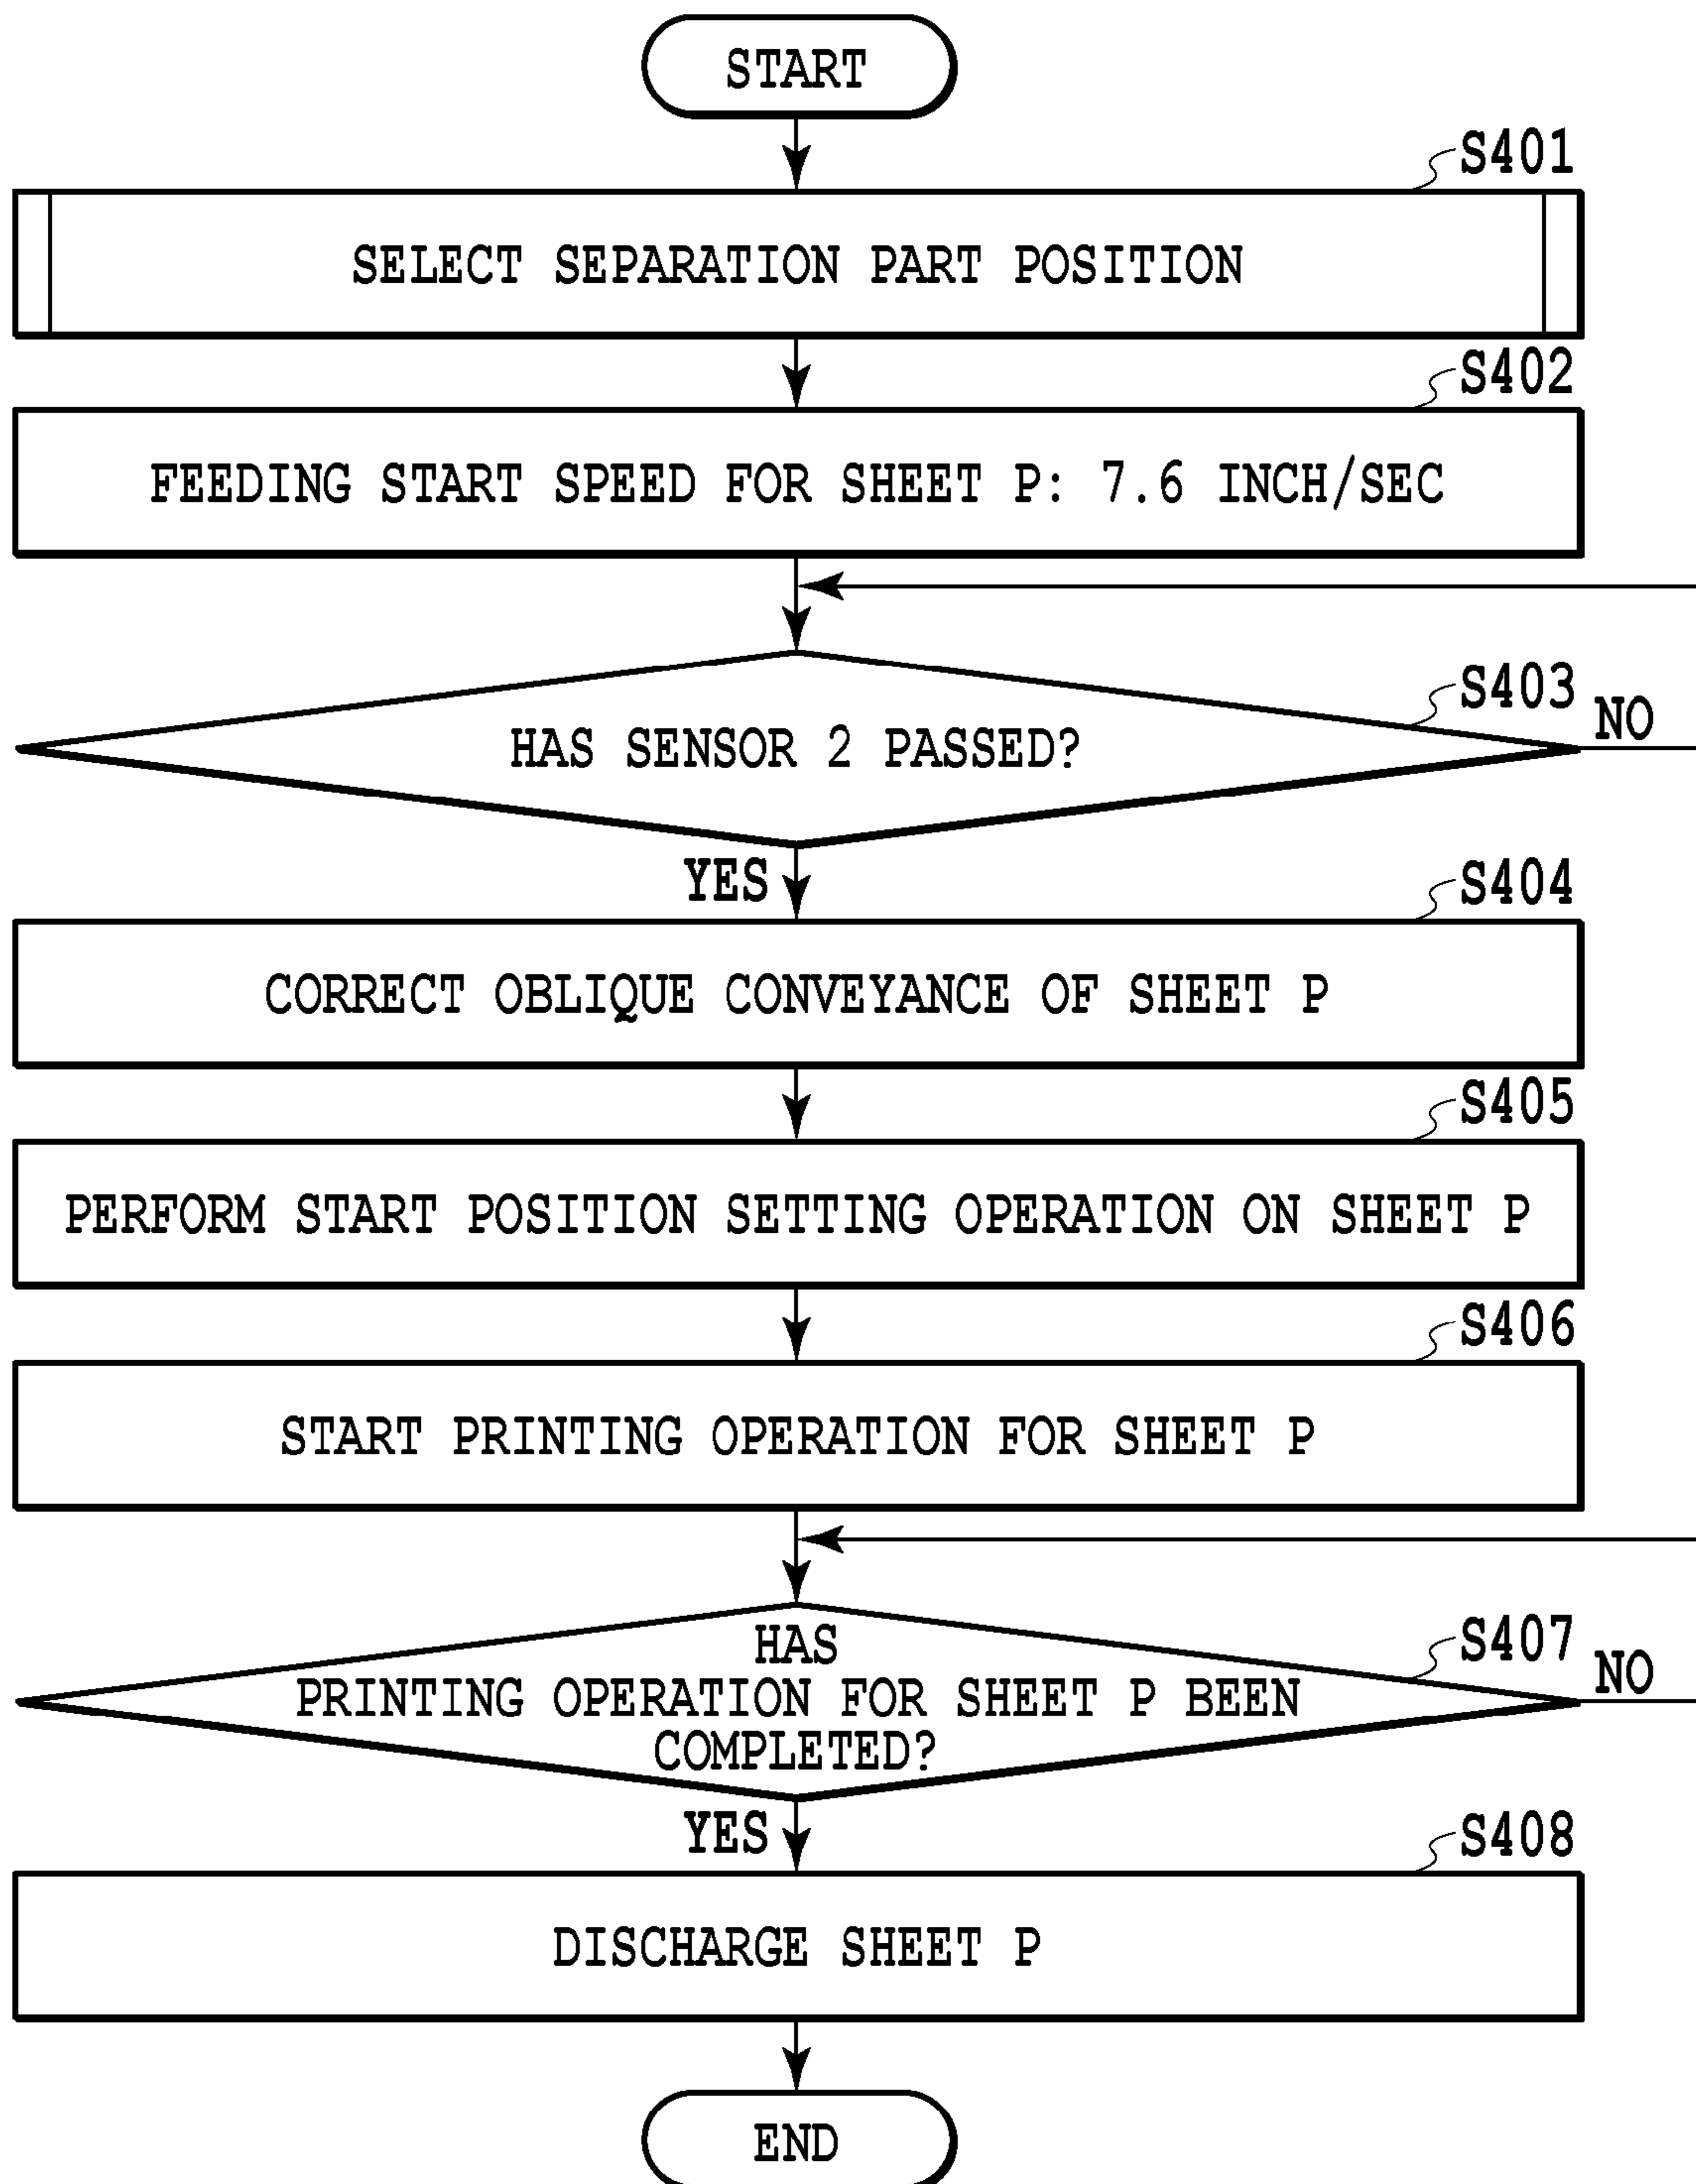 START
S401
SELECT SEPARATION PART POSITION
S402
FEEDING START SPEED FOR SHEET P: 7.6 INCH/SEC
S403
NO
HAS SENSOR 2 PASSED?
YES
S404
CORRECT OBLIQUE CONVEYANCE OF SHEET P
S405
PERFORM START POSITION SETTING OPERATION ON SHEET P
S406
START PRINTING OPERATION FOR SHEET P
S407
NO
HAS
PRINTING OPERATION FOR SHEET P BEEN
COMPLETED?
YES
S408
DISCHARGE SHEET P
END